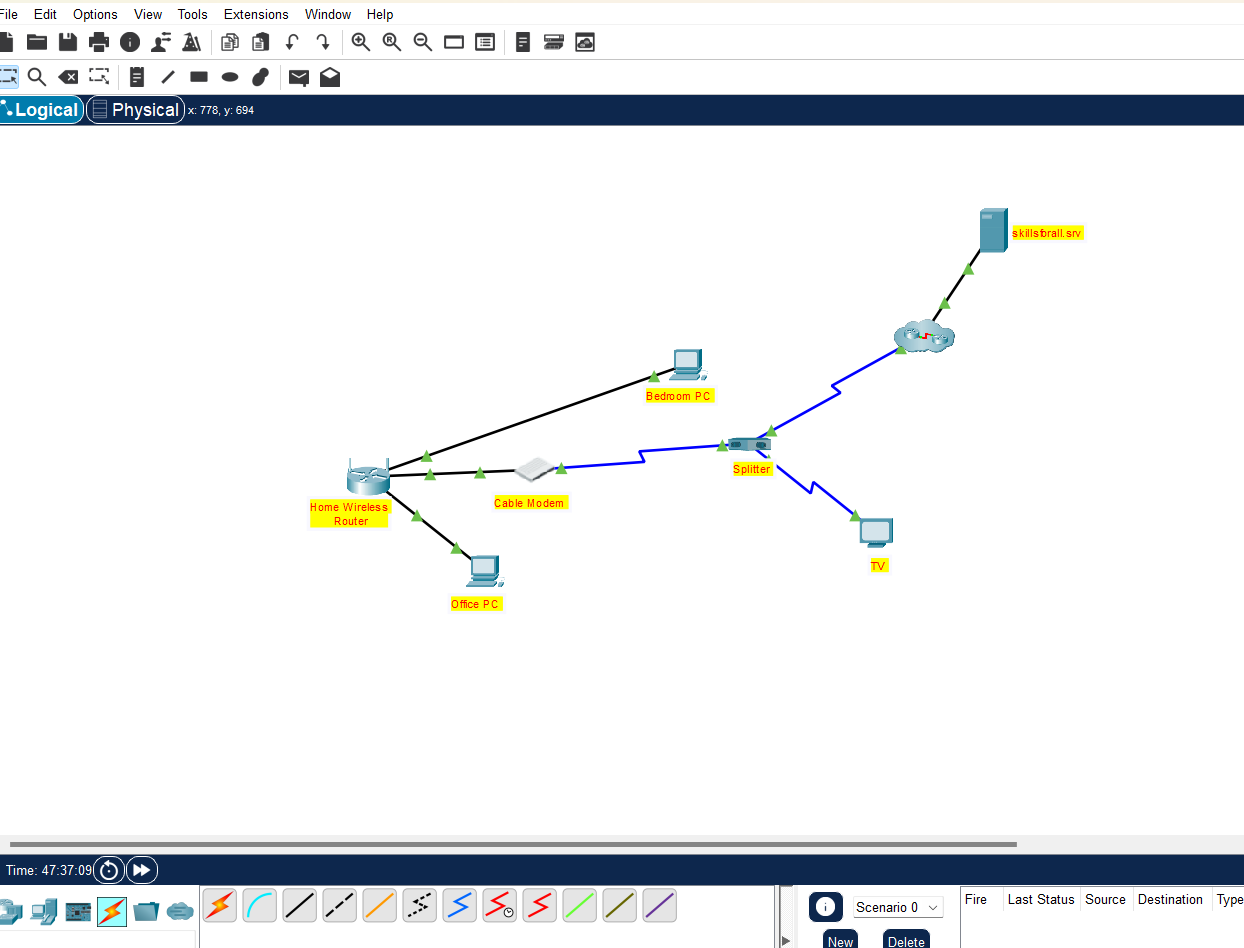 File Edit Options View Tools Extensions Window Help
Logical Physical x: 778, y: 694
skillsforall.srv
Bedroom PC
Splitter
Cable Modem
Home Wireless
Router
TV
Office PC
Time: 47:37:09
Scenario 0
Fire Last Status Source Destination Type
New Delete